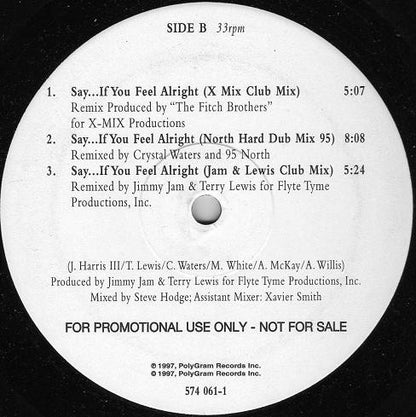 SIDE B 33rpm
1. Say...If You Feel Alright (X Mix Club Mix) 5:07
Remix Produced by "The Fitch Brothers"
for X-MIX Productions
2. Say...If You Feel Alright (North Hard Dub Mix 95) 8:08
Remixed by Crystal Waters and 95 North
3. Say...If You Feel Alright (Jam & Lewis Club Mix) 5:24
Remixed by Jimmy Jam & Terry Lewis for Flyte Tyme
Productions, Inc.
(J. Harris III/T. Lewis/C. Waters/M. White/A. McKay/A. Willis)
Produced by Jimmy Jam & Terry Lewis for Flyte Tyme Productions, Inc.
Mixed by Steve Hodge; Assistant Mixer: Xavier Smith
FOR PROMOTIONAL USE ONLY - NOT FOR SALE
℗ 1997, PolyGram Records Inc.
© 1997, PolyGram Records Inc.
574 061-1